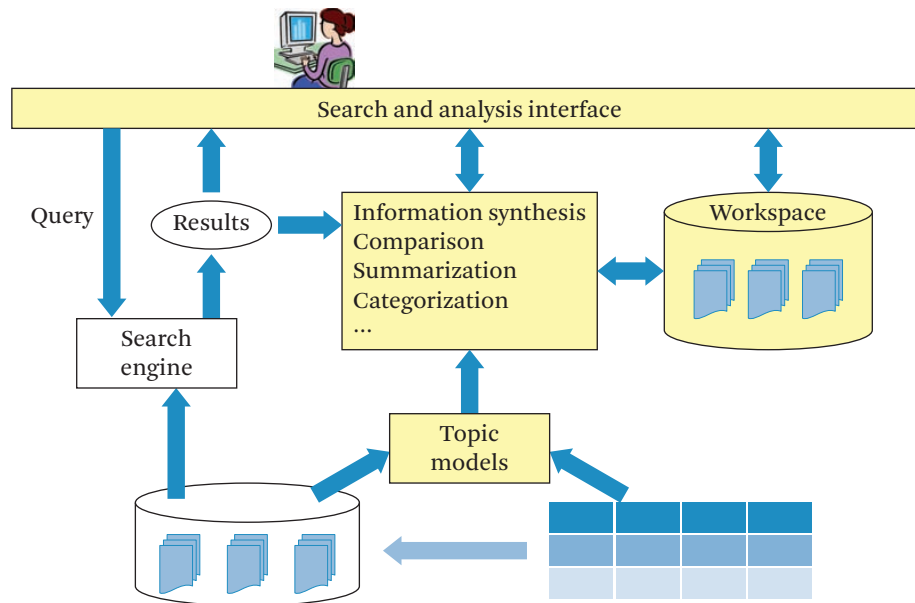 Search and analysis interface
Query
Results
Information synthesis
Comparison
Summarization
Categorization
...
Workspace
Search
engine
Topic
models